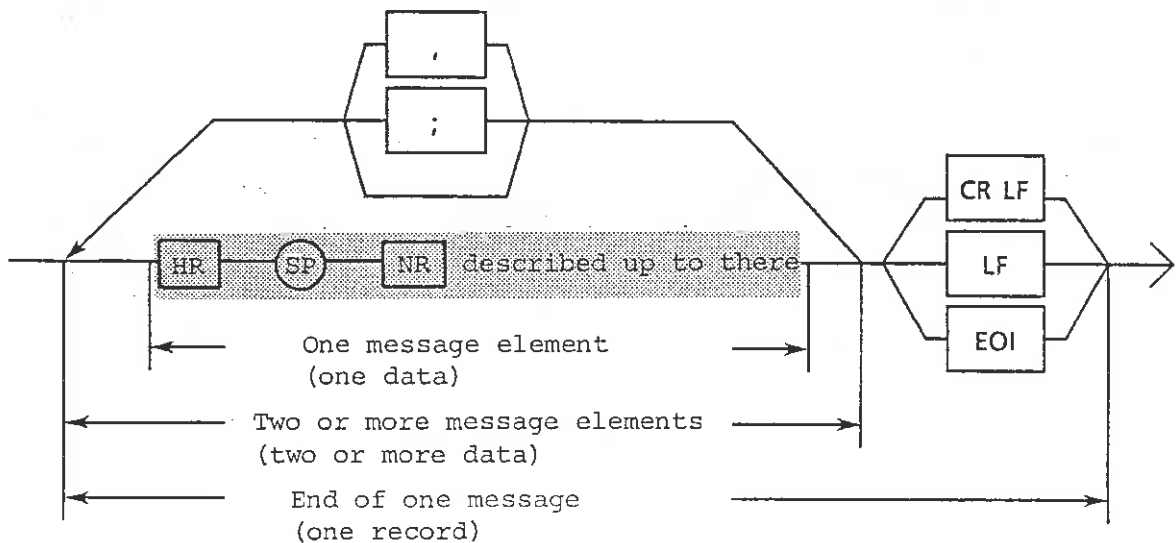 ,
;
CR LF
HR SP NR described up to there
LF
EOI
One message element
(one data)
Two or more message elements
(two or more data)
End of one message
(one record)